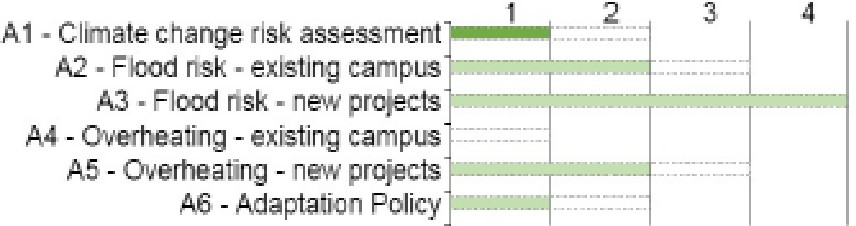 1 2 3 4
A1 - Climate change risk assessment
A2 - Flood risk - existing campus
A3 - Flood risk - new projects
A4 - Overheating - existing campus
A5 - Overheating - new projects
A6 - Adaptation Policy